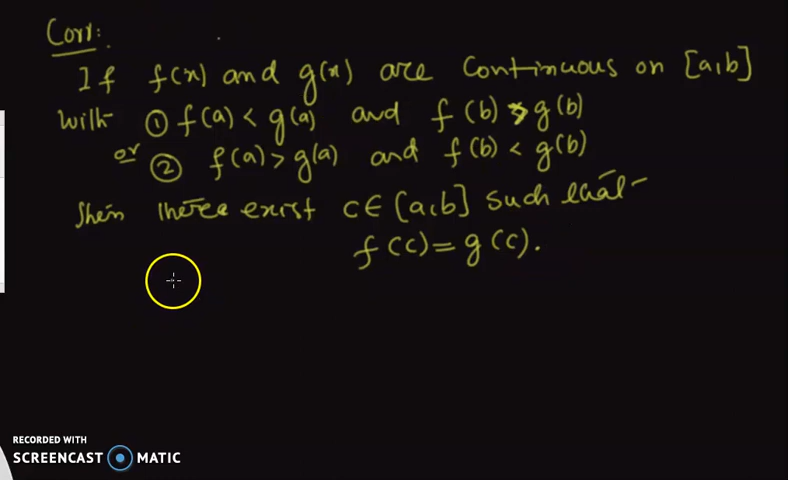 Corr:
If f(x) and g(x) are continuous on [a,b]
with ① f(a) < g(a) and f(b) > g(b)
or ② f(a) > g(a) and f(b) < g(b)
Then there exist c ∈ [a,b] such that
f(c) = g(c).
RECORDED WITH
SCREENCAST MATIC